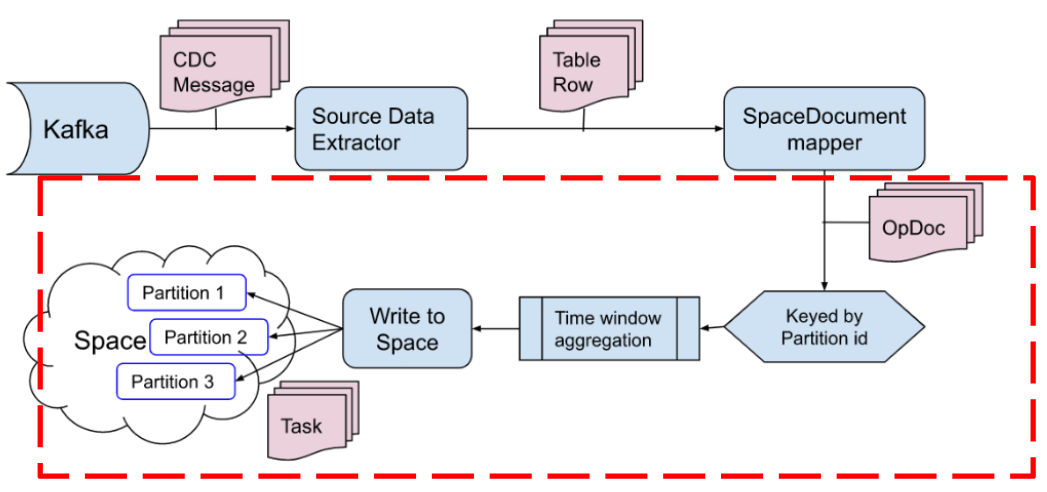 CDC
Message
Table
Row
Kafka
Source Data
Extractor
SpaceDocument
mapper
OpDoc
Partition 1
Space
Partition 2
Partition 3
Write to
Space
Time window
aggregation
Keyed by
Partition id
Task